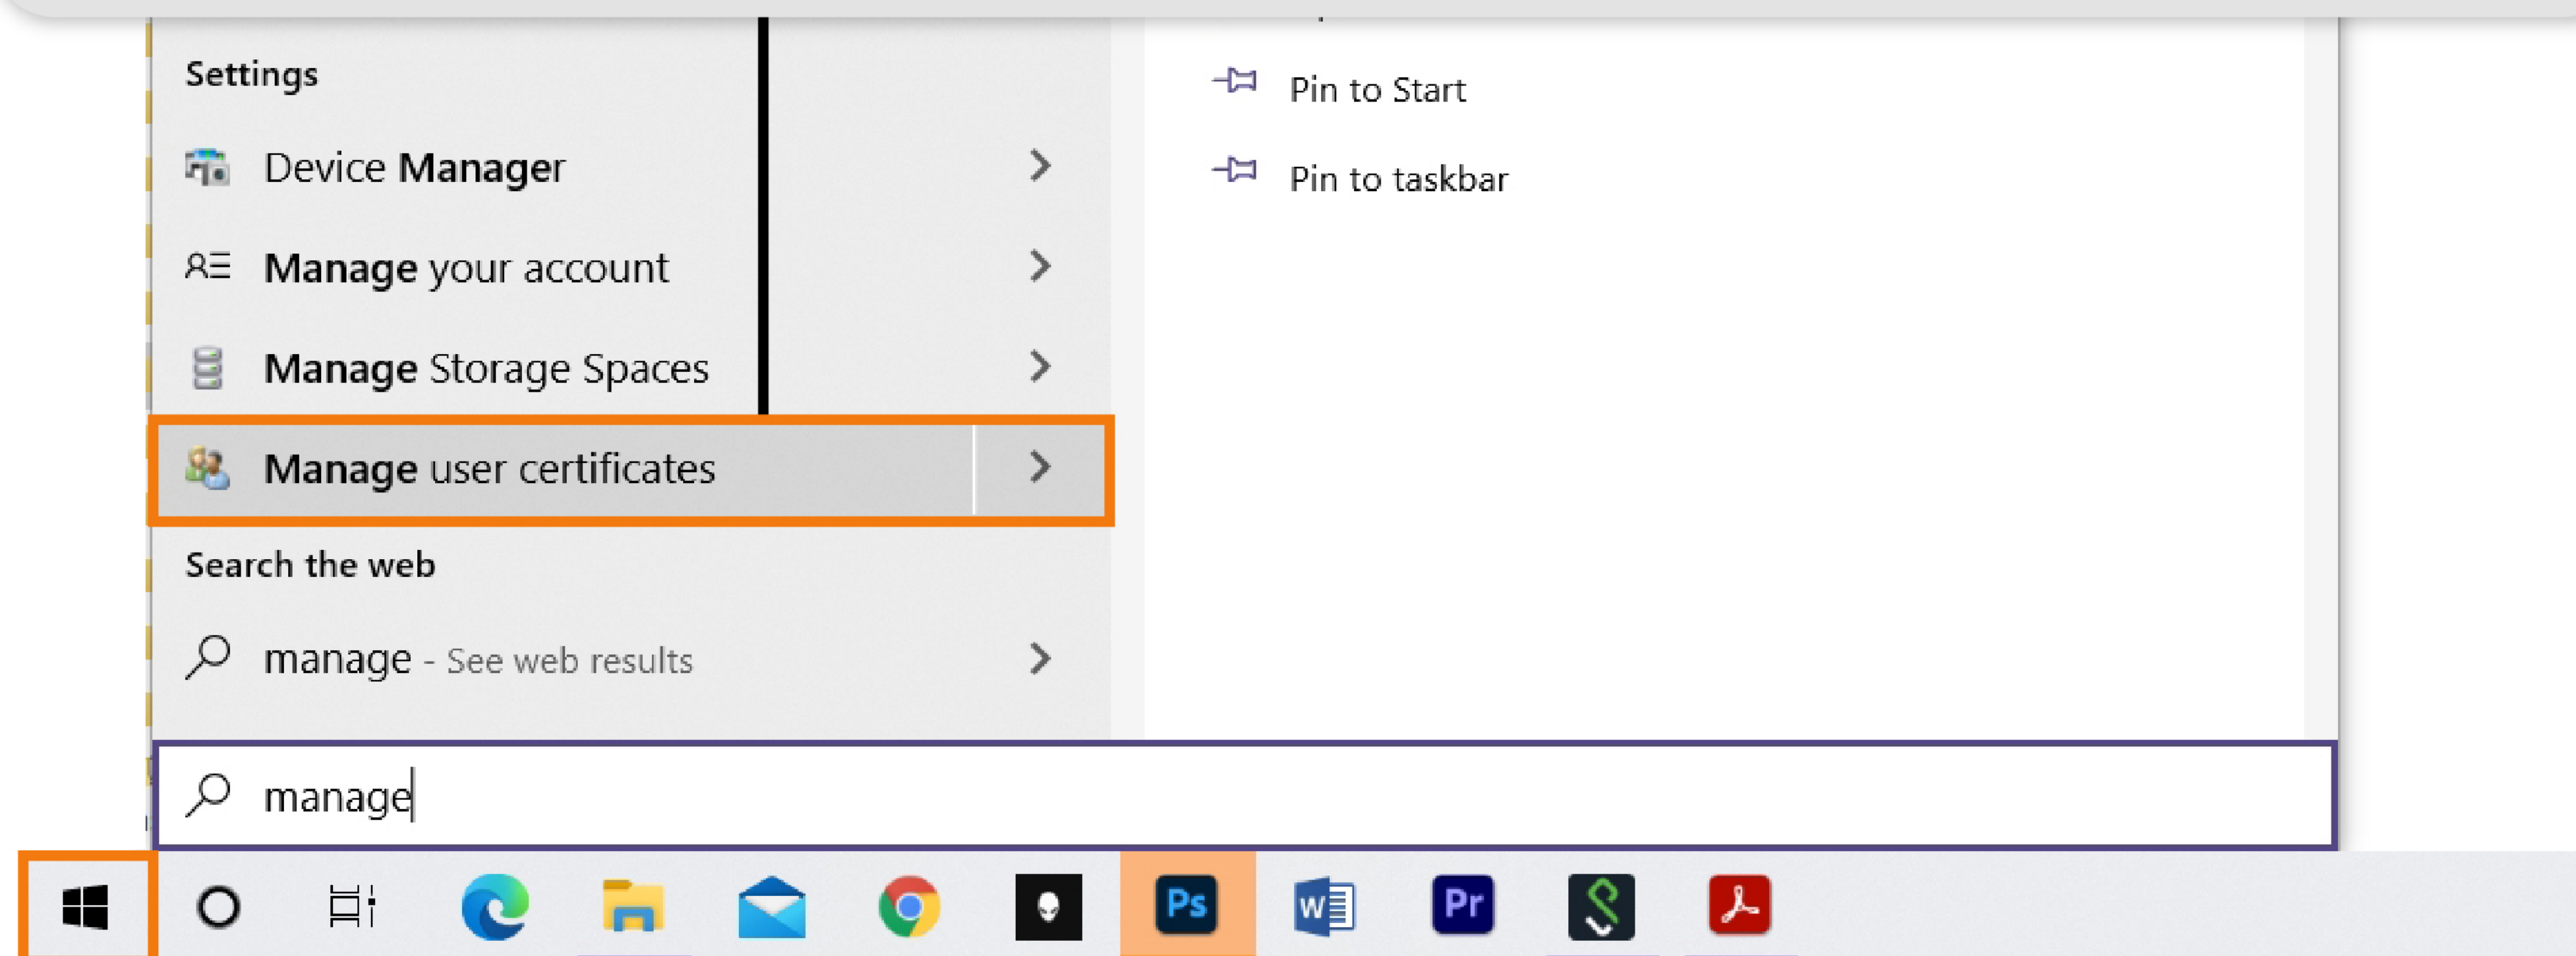 Settings
Device Manager
Manage your account
Manage Storage Spaces
Manage user certificates
Search the web
manage - See web results
manage
Pin to Start
Pin to taskbar
Ps
W
Pr